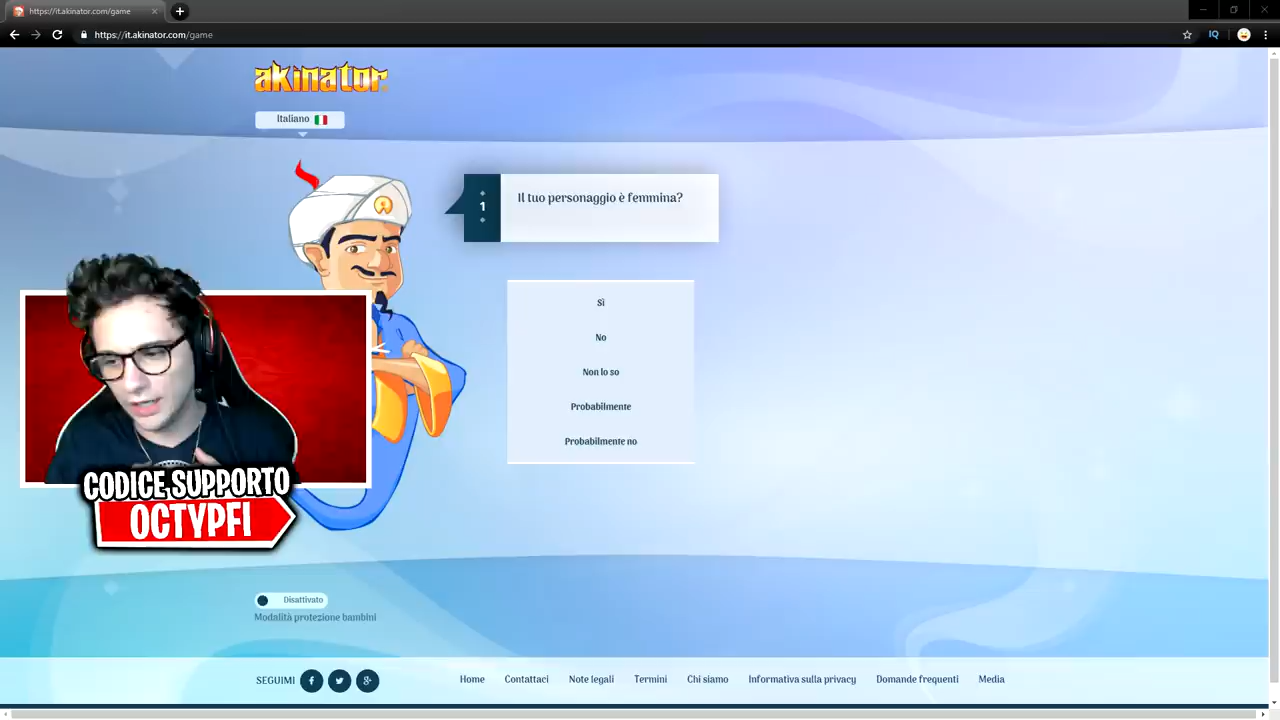 https://it.akinator.com/game
https://it.akinator.com/game
IQ
akinator
Italiano
1
Il tuo personaggio è femmina?
Sì
No
Non lo so
Probabilmente
Probabilmente no
CODICE SUPPORTO
OCTYPFI
Disattivato
Modalità protezione bambini
SEGUIMI
Home Contattaci Note legali Termini Chi siamo Informativa sulla privacy Domande frequenti Media